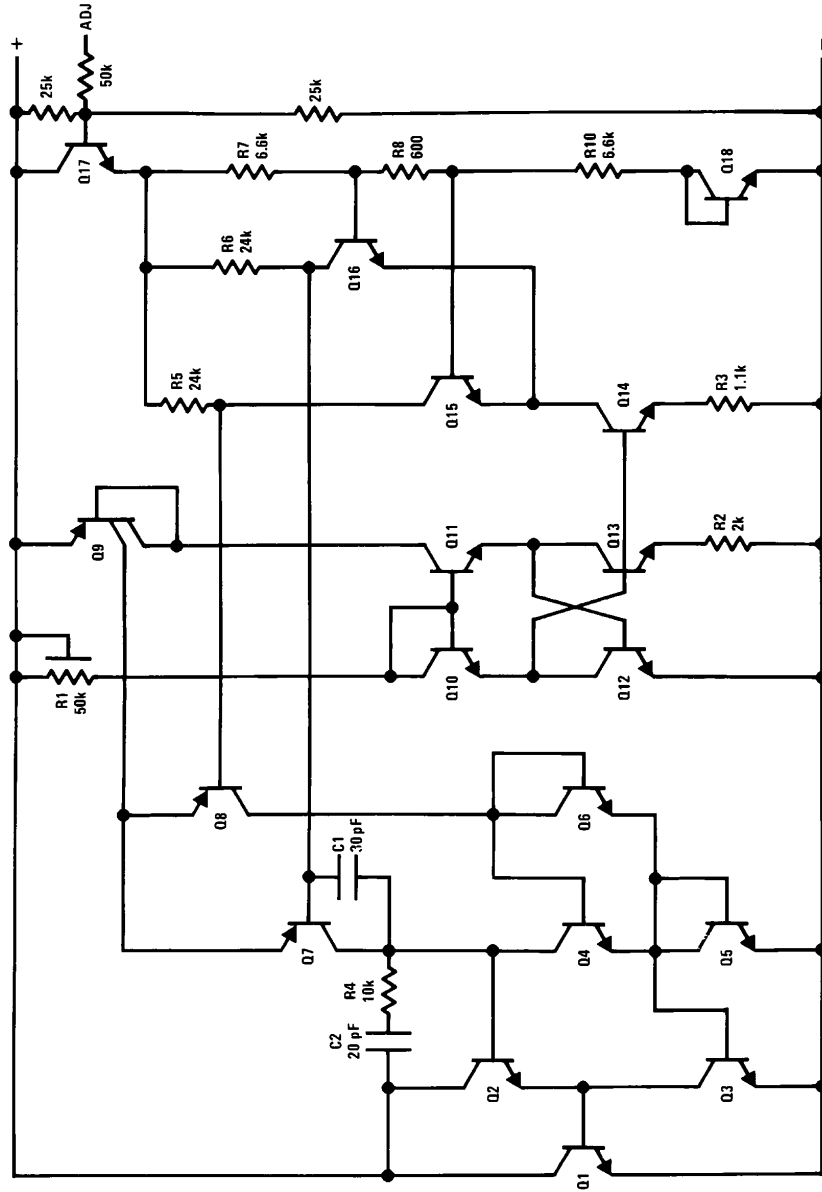 +
ADJ
25k
50k
25k
Q17
R7
6.6k
R8
600
R10
6.6k
Q18
R6
24k
Q16
R5
24k
Q15
Q14
R3
1.1k
Q9
Q11
Q13
R2
2k
R1
50k
Q10
Q12
Q8
Q6
C1
30 pF
Q7
Q4
Q5
R4
10k
C2
20 pF
Q2
Q3
Q1
–